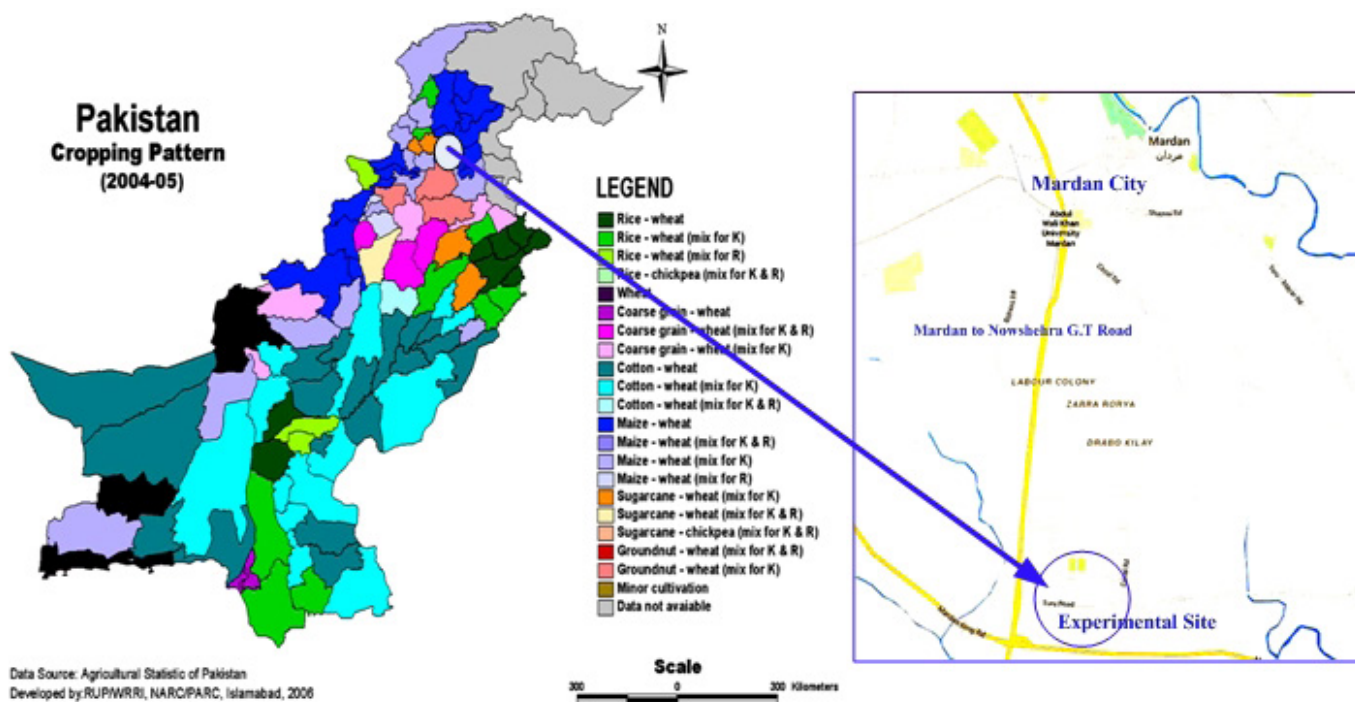 Pakistan
Cropping Pattern
(2004-05)
N
LEGEND
Rice - wheat
Rice - wheat (mix for K)
Rice - wheat (mix for R)
Rice - chickpea (mix for K & R)
Wheat
Coarse grain - wheat
Coarse grain - wheat (mix for K & R)
Coarse grain - wheat (mix for K)
Cotton - wheat
Cotton - wheat (mix for K)
Cotton - wheat (mix for K & R)
Maize - wheat
Maize - wheat (mix for K & R)
Maize - wheat (mix for K)
Maize - wheat (mix for R)
Sugarcane - wheat (mix for K)
Sugarcane - wheat (mix for K & R)
Sugarcane - chickpea (mix for K & R)
Groundnut - wheat (mix for K & R)
Groundnut - wheat (mix for K)
Minor cultivation
Data not avaiable
Data Source: Agricultural Statistic of Pakistan
Developed by:RUP/WRRI, NARC/PARC, Islamabad, 2006
Scale
300 0 300 Kilometers
Mardan
مردان
Mardan City
Abdul
Wali Khan
University
Mardan
Mardan to Nowshehra G.T Road
LABOUR COLONY
ZARRA RORYA
DRABO KILAY
Experimental Site